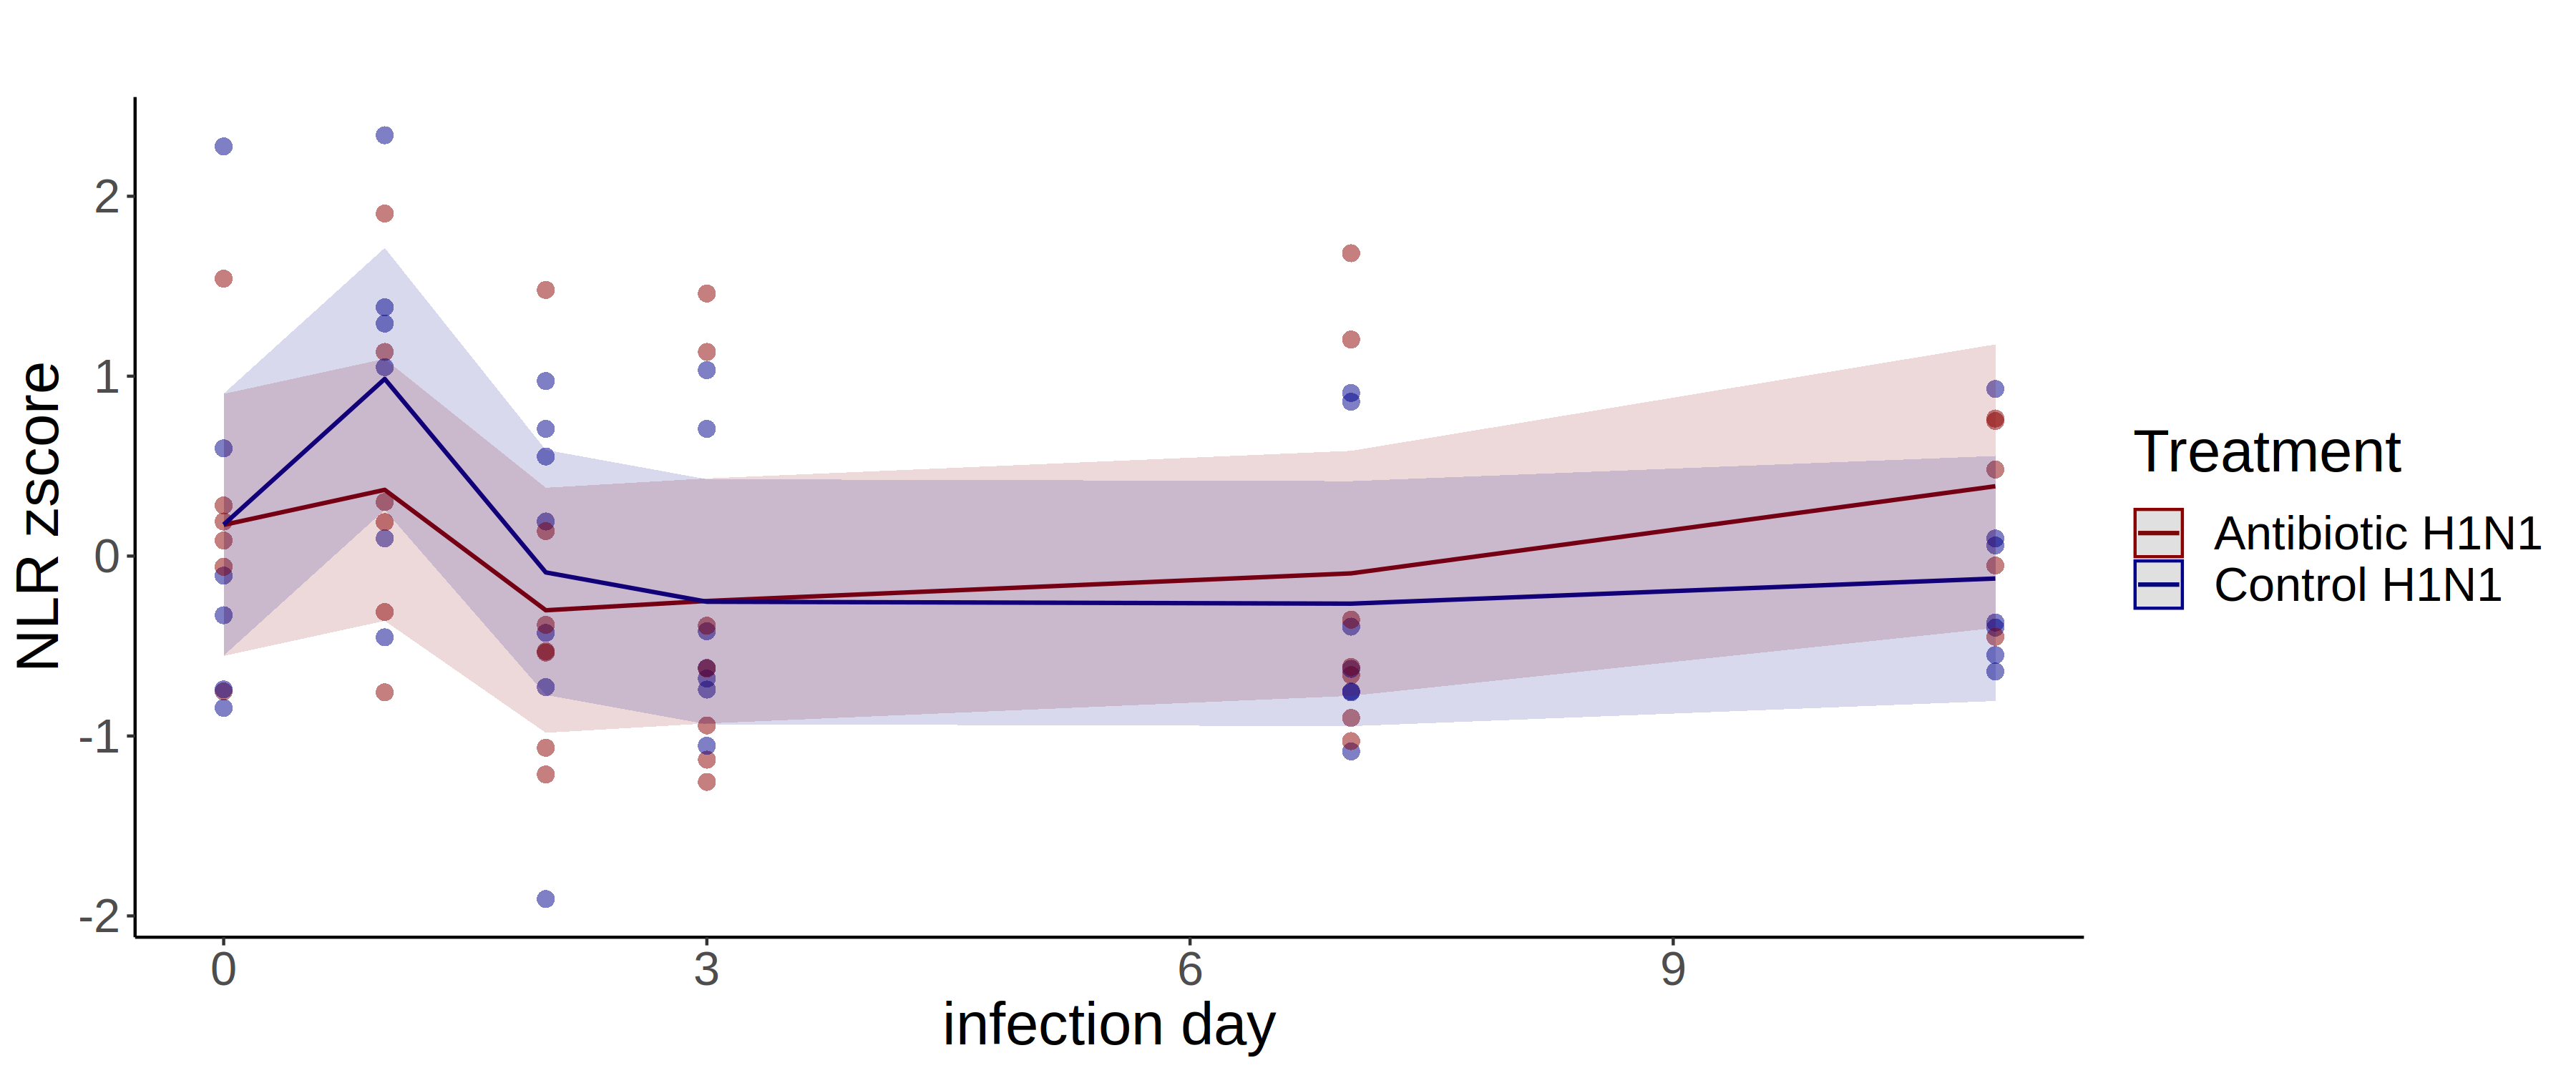 NLR zscore
2
1
0
-1
-2
0 3 6 9
infection day
Treatment
Antibiotic H1N1
Control H1N1